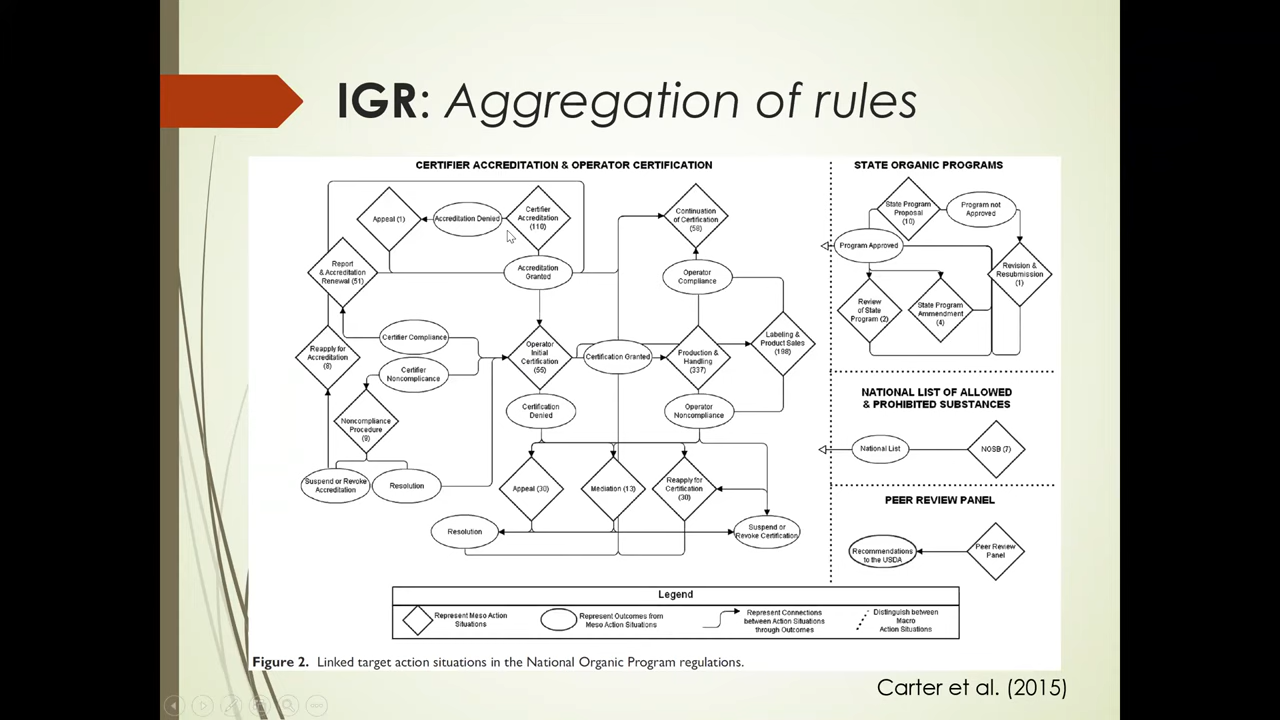 IGR: Aggregation of rules
CERTIFIER ACCREDITATION & OPERATOR CERTIFICATION
Appeal (1)
Accreditation Denied
Certifier
Accreditation
(110)
Continuation
of Certification
(58)
Report
& Accreditation
Renewal (51)
Accreditation
Granted
Operator
Compliance
Certifier Compliance
Reapply for
Accreditation
(8)
Certifier
Noncompliance
Operator
Initial
Certification
(55)
Certification Granted
Production &
Handling
(337)
Labeling &
Product Sales
(198)
Noncompliance
Procedure
(9)
Certification
Denied
Operator
Noncompliance
Suspend or Revoke
Accreditation
Resolution
Appeal (30)
Mediation (13)
Reapply for
Certification
(30)
Resolution
Suspend or
Revoke Certification
STATE ORGANIC PROGRAMS
State Program
Proposal
(10)
Program not
Approved
Program Approved
Revision &
Resubmission
(1)
Review
of State
Program (2)
State Program
Ammendment
(4)
NATIONAL LIST OF ALLOWED
& PROHIBITED SUBSTANCES
National List
NOSB (7)
PEER REVIEW PANEL
Recommendations
to the USDA
Peer Review
Panel
Legend
Represent Meso Action
Situations
Represent Outcomes from
Meso Action Situations
Represent Connections
between Action Situations
through Outcomes
Distinguish between
Macro
Action Situations
Figure 2. Linked target action situations in the National Organic Program regulations.
Carter et al. (2015)